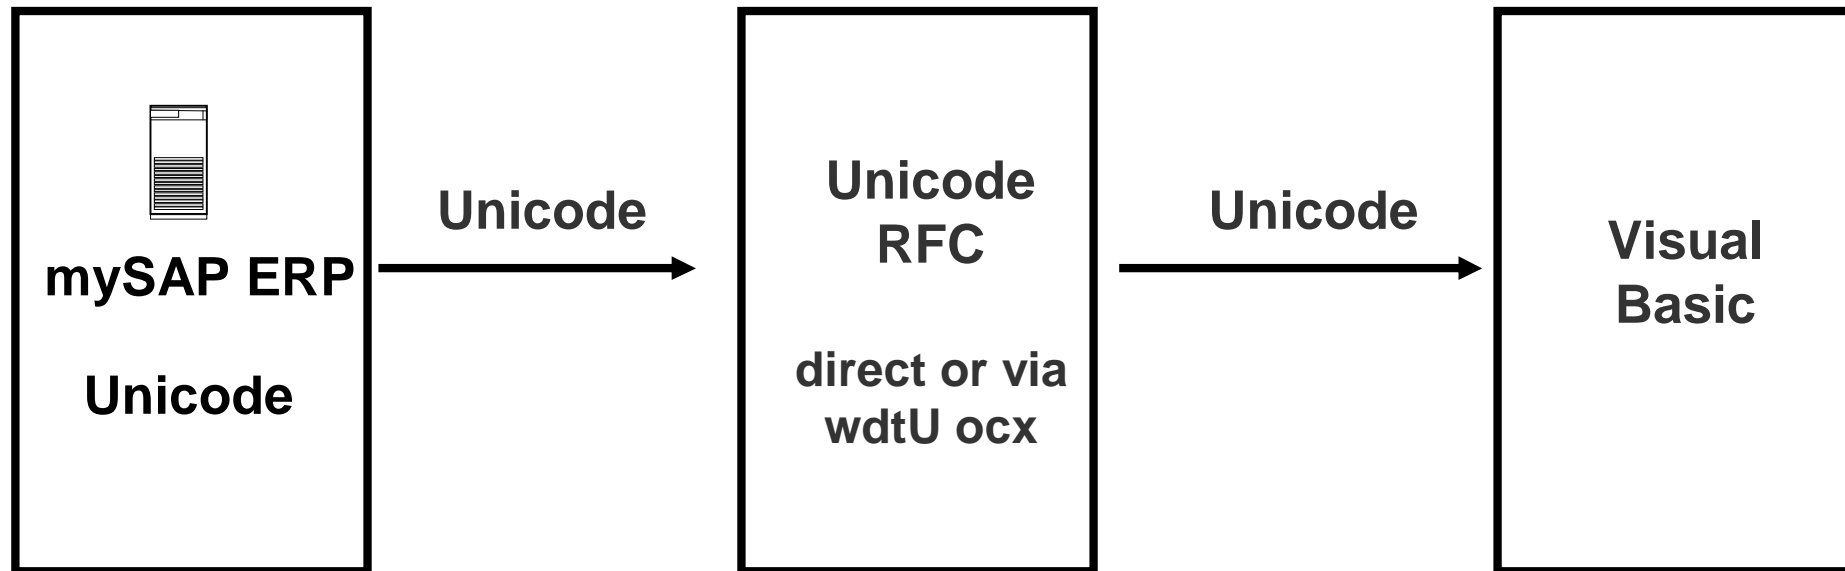 mySAP ERP
Unicode
Unicode
Unicode
RFC
direct or via
wdtU ocx
Unicode
Visual
Basic